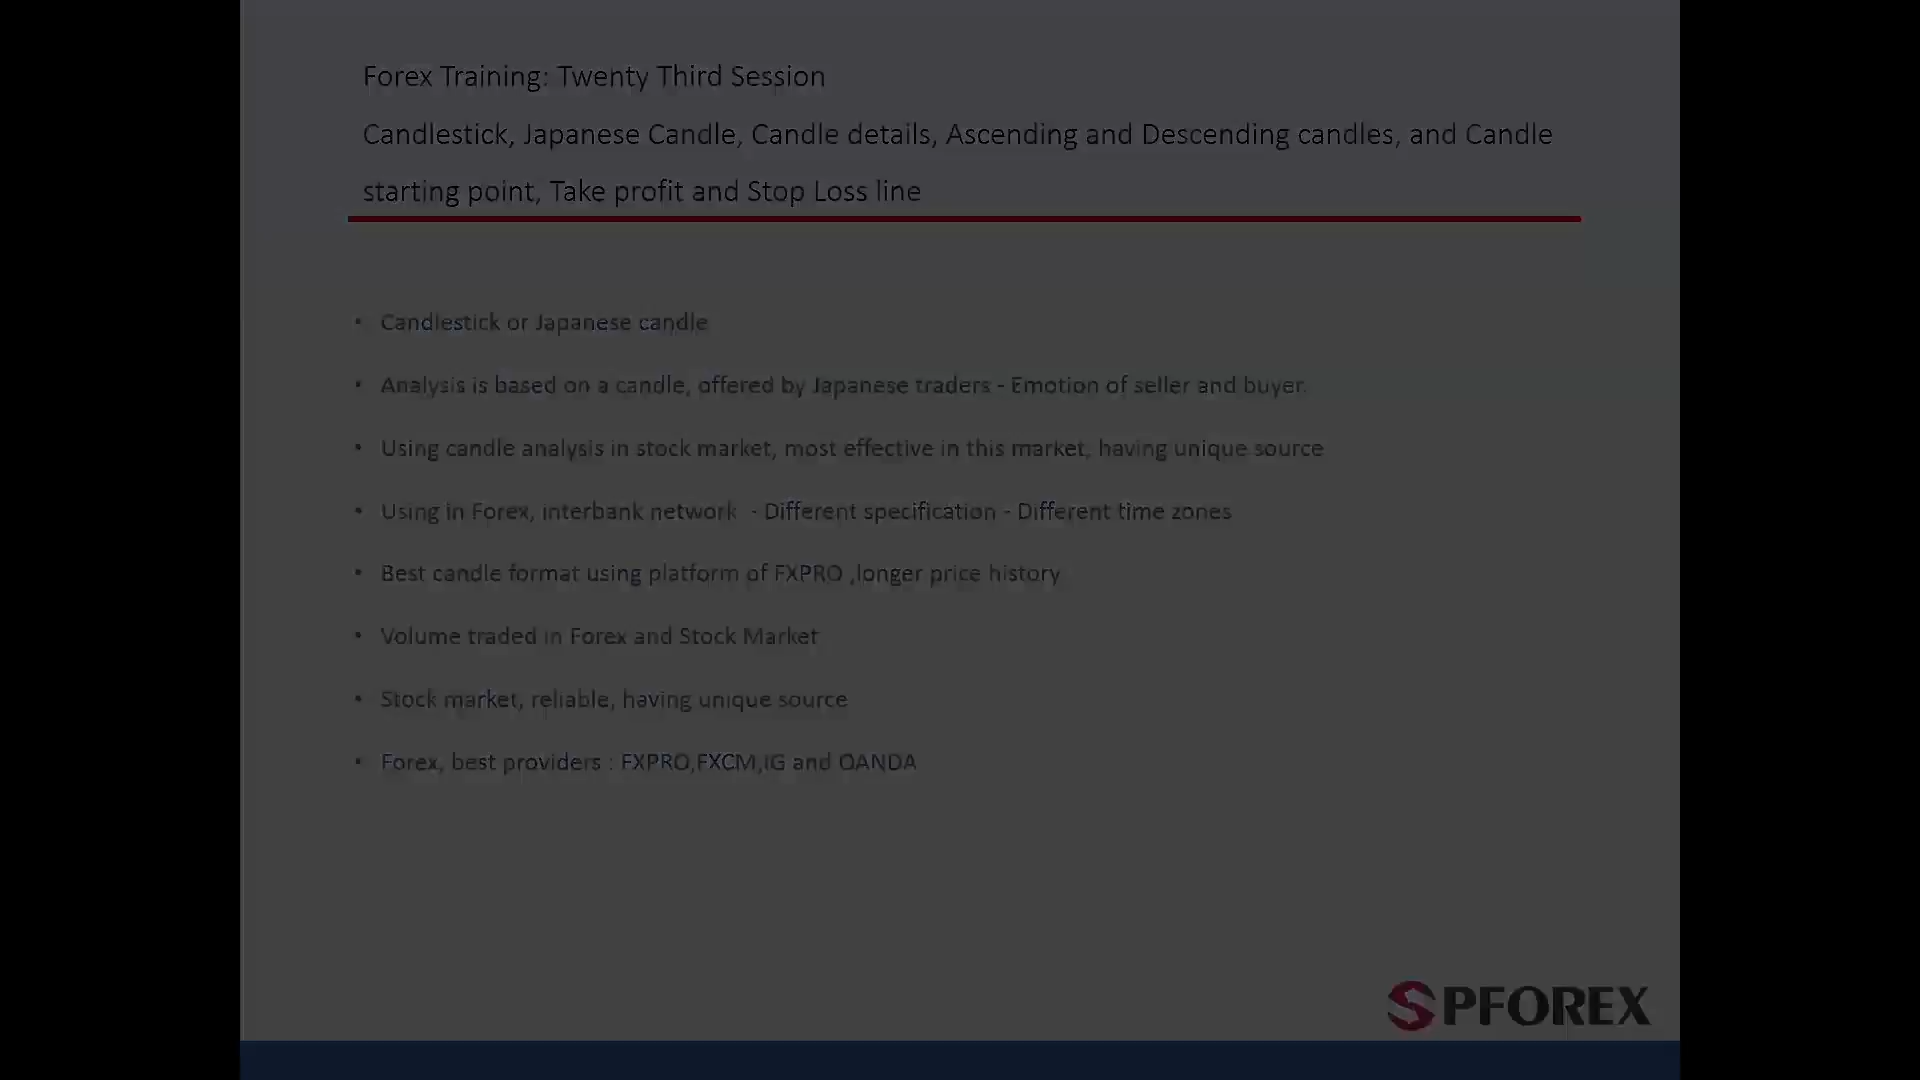 Forex Training: Twenty Third Session
Candlestick, Japanese Candle, Candle details, Ascending and Descending candles, and Candle
starting point, Take profit and Stop Loss line
• Candlestick or Japanese candle
• Analysis is based on a candle, offered by Japanese traders - Emotion of seller and buyer.
• Using candle analysis in stock market, most effective in this market, having unique source
• Using in Forex, interbank network - Different specification - Different time zones
• Best candle format using platform of FXPRO ,longer price history
• Volume traded in Forex and Stock Market
• Stock market, reliable, having unique source
• Forex, best providers : FXPRO,FXCM,IG and OANDA
SPFOREX